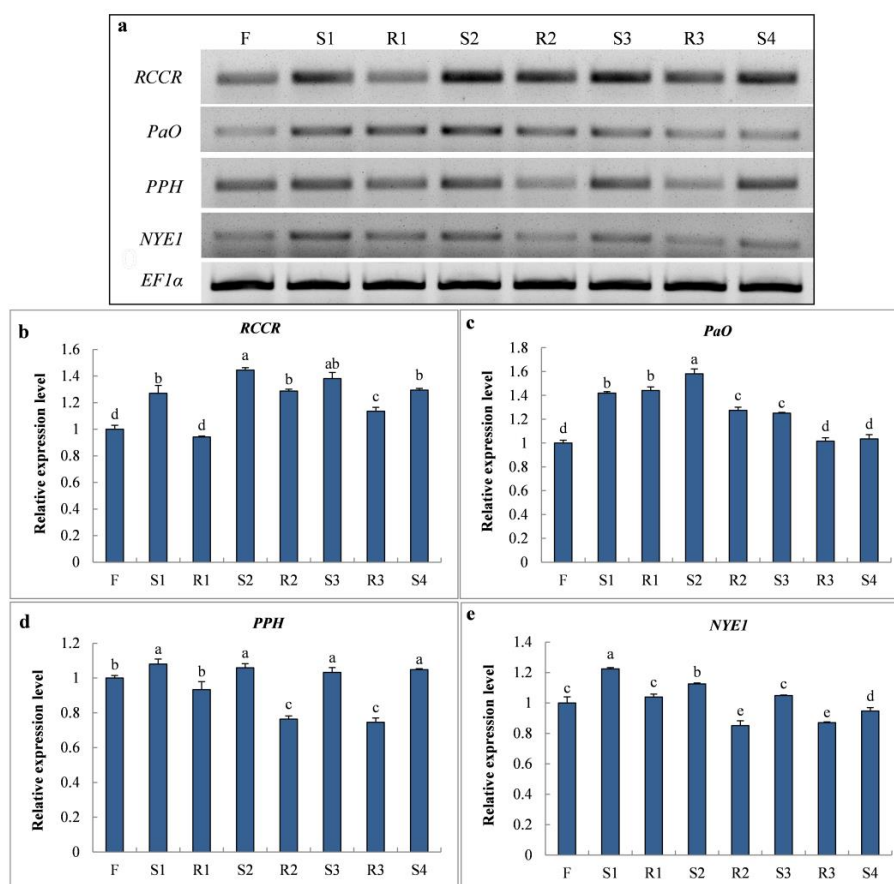 a
F S1 R1 S2 R2 S3 R3 S4
RCCR
PaO
PPH
NYE1
EF1α
b
RCCR
Relative expression level
1.6
1.4
1.2
1
0.8
0.6
0.4
0.2
0
d b d a b ab c b
F S1 R1 S2 R2 S3 R3 S4
c
PaO
Relative expression level
1.8
1.6
1.4
1.2
1
0.8
0.6
0.4
0.2
0
d b b a c c d d
F S1 R1 S2 R2 S3 R3 S4
d
PPH
Relative expression level
1.2
1
0.8
0.6
0.4
0.2
0
b a b a c a c a
F S1 R1 S2 R2 S3 R3 S4
e
NYE1
Relative expression level
1.4
1.2
1
0.8
0.6
0.4
0.2
0
c a c b e c e d
F S1 R1 S2 R2 S3 R3 S4